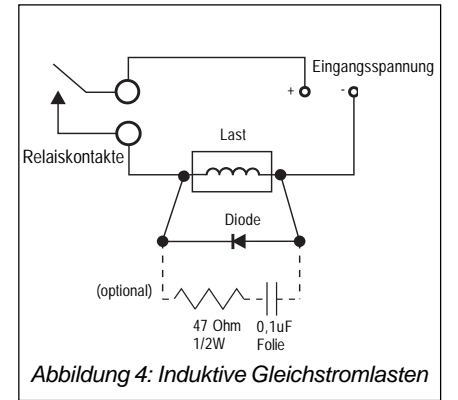 Eingangsspannung
+ -
Last
Relaiskontakte
Diode
(optional)
47 Ohm 0,1uF
1/2W Folie
Abbildung 4: Induktive Gleichstromlasten